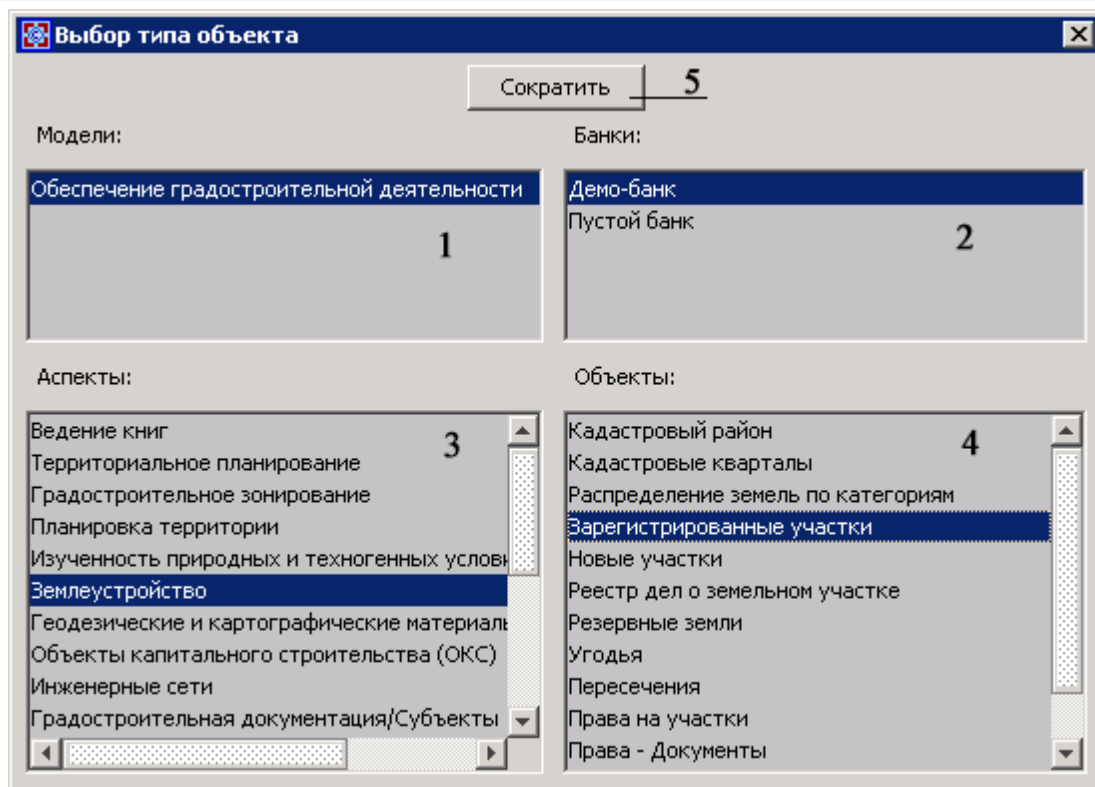 Выбор типа объекта
Сократить 5
Модели:
Банки:
Обеспечение градостроительной деятельности
1
Демо-банк
Пустой банк
2
Аспекты:
Объекты:
Ведение книг
3
Территориальное планирование
Градостроительное зонирование
Планировка территории
Изученность природных и техногенных
Землеустройство
Геодезические и картографические
Объекты капитального строительства (ОКС)
Инженерные сети
Градостроительная документация/Субъекты
Кадастровый район
4
Кадастровые кварталы
Распределение земель по категориям
Зарегистрированные участки
Новые участки
Реестр дел о земельном участке
Резервные земли
Угодья
Пересечения
Права на участки
Права - Документы